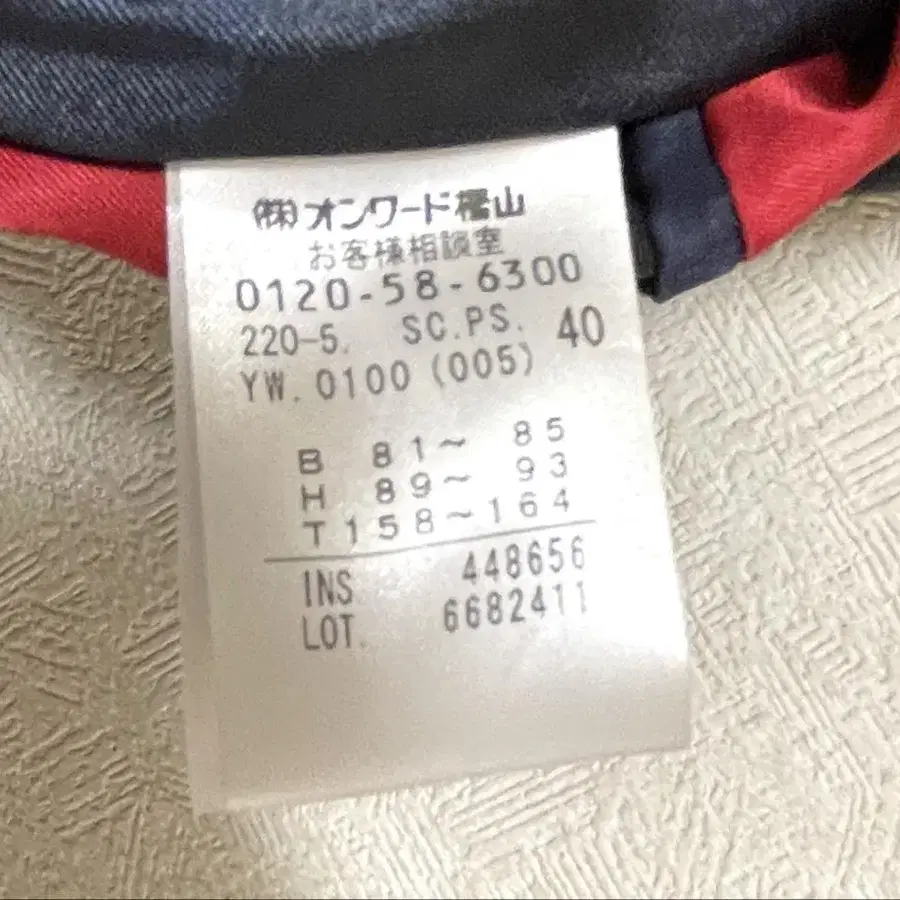 (株)オンワード樫山
お客様相談室
0120-58-6300
220-5. SC.PS. 40
YW.0100(005)
B 81~ 85
H 89~ 93
T158~164
INS 448656
LOT. 6682411